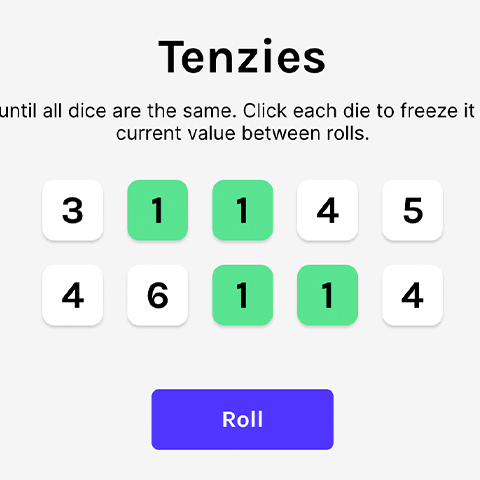 Tenzies
until all dice are the same. Click each die to freeze it
current value between rolls.
3 1 1 4 5
4 6 1 1 4
Roll